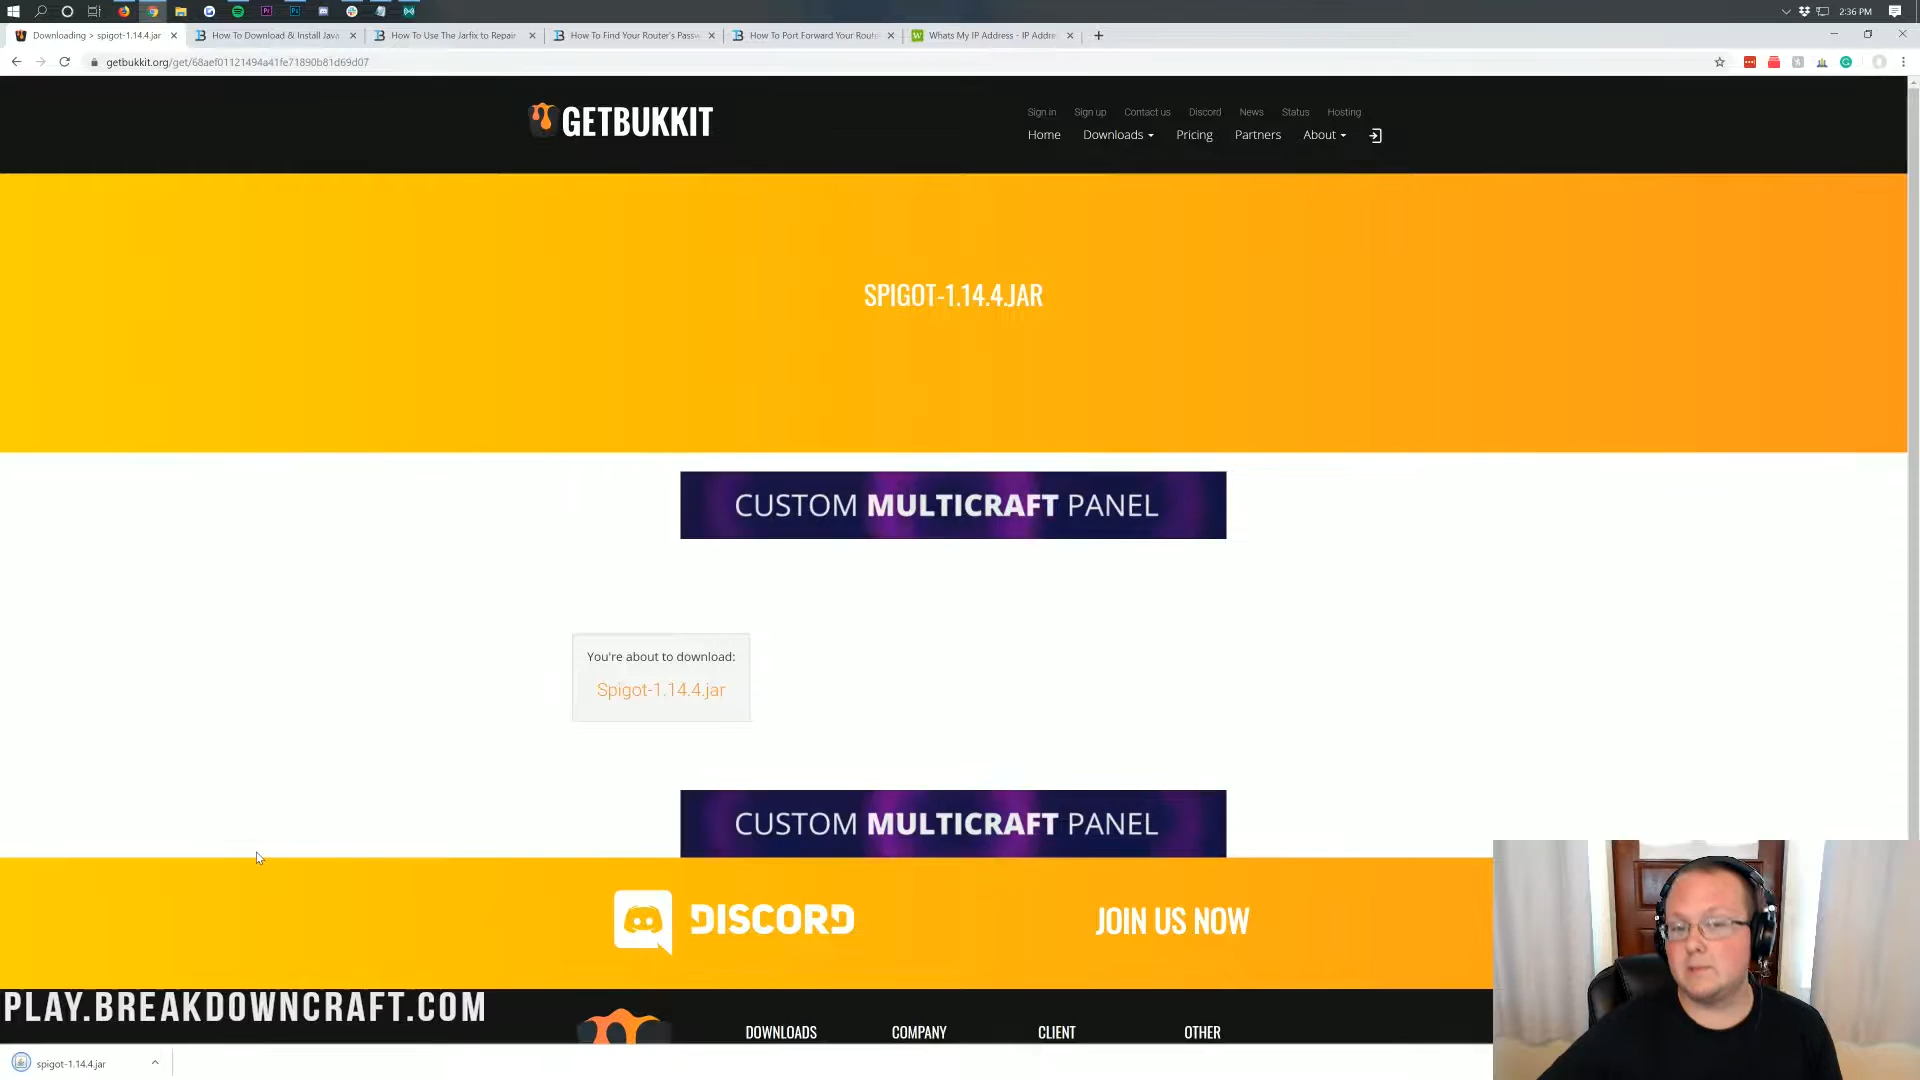 2:36 PM
Downloading > spigot-1.14.4.jar
How To Download & Install Java
How To Use The Jarfix to Repair
How To Find Your Router's Passw
How To Port Forward Your Route
Whats My IP Address - IP Addre
getbukkit.org/get/68aef01121494a41fe71890b81d69d07
GETBUKKIT
Sign in Sign up Contact us Discord News Status Hosting
Home Downloads Pricing Partners About
SPIGOT-1.14.4.JAR
CUSTOM MULTICRAFT PANEL
You're about to download:
Spigot-1.14.4.jar
CUSTOM MULTICRAFT PANEL
DISCORD
JOIN US NOW
PLAY.BREAKDOWNCRAFT.COM
DOWNLOADS COMPANY CLIENT OTHER
spigot-1.14.4.jar